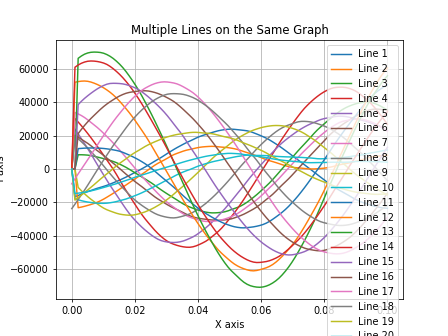 Multiple Lines on the Same Graph
60000
40000
20000
0
−20000
−40000
−60000
0.00
0.02
0.04
0.06
X axis
Line 1
Line 2
Line 3
Line 4
Line 5
Line 6
Line 7
Line 8
Line 9
Line 10
Line 11
Line 12
Line 13
Line 14
Line 15
Line 16
Line 17
Line 18
Line 19
Line 20